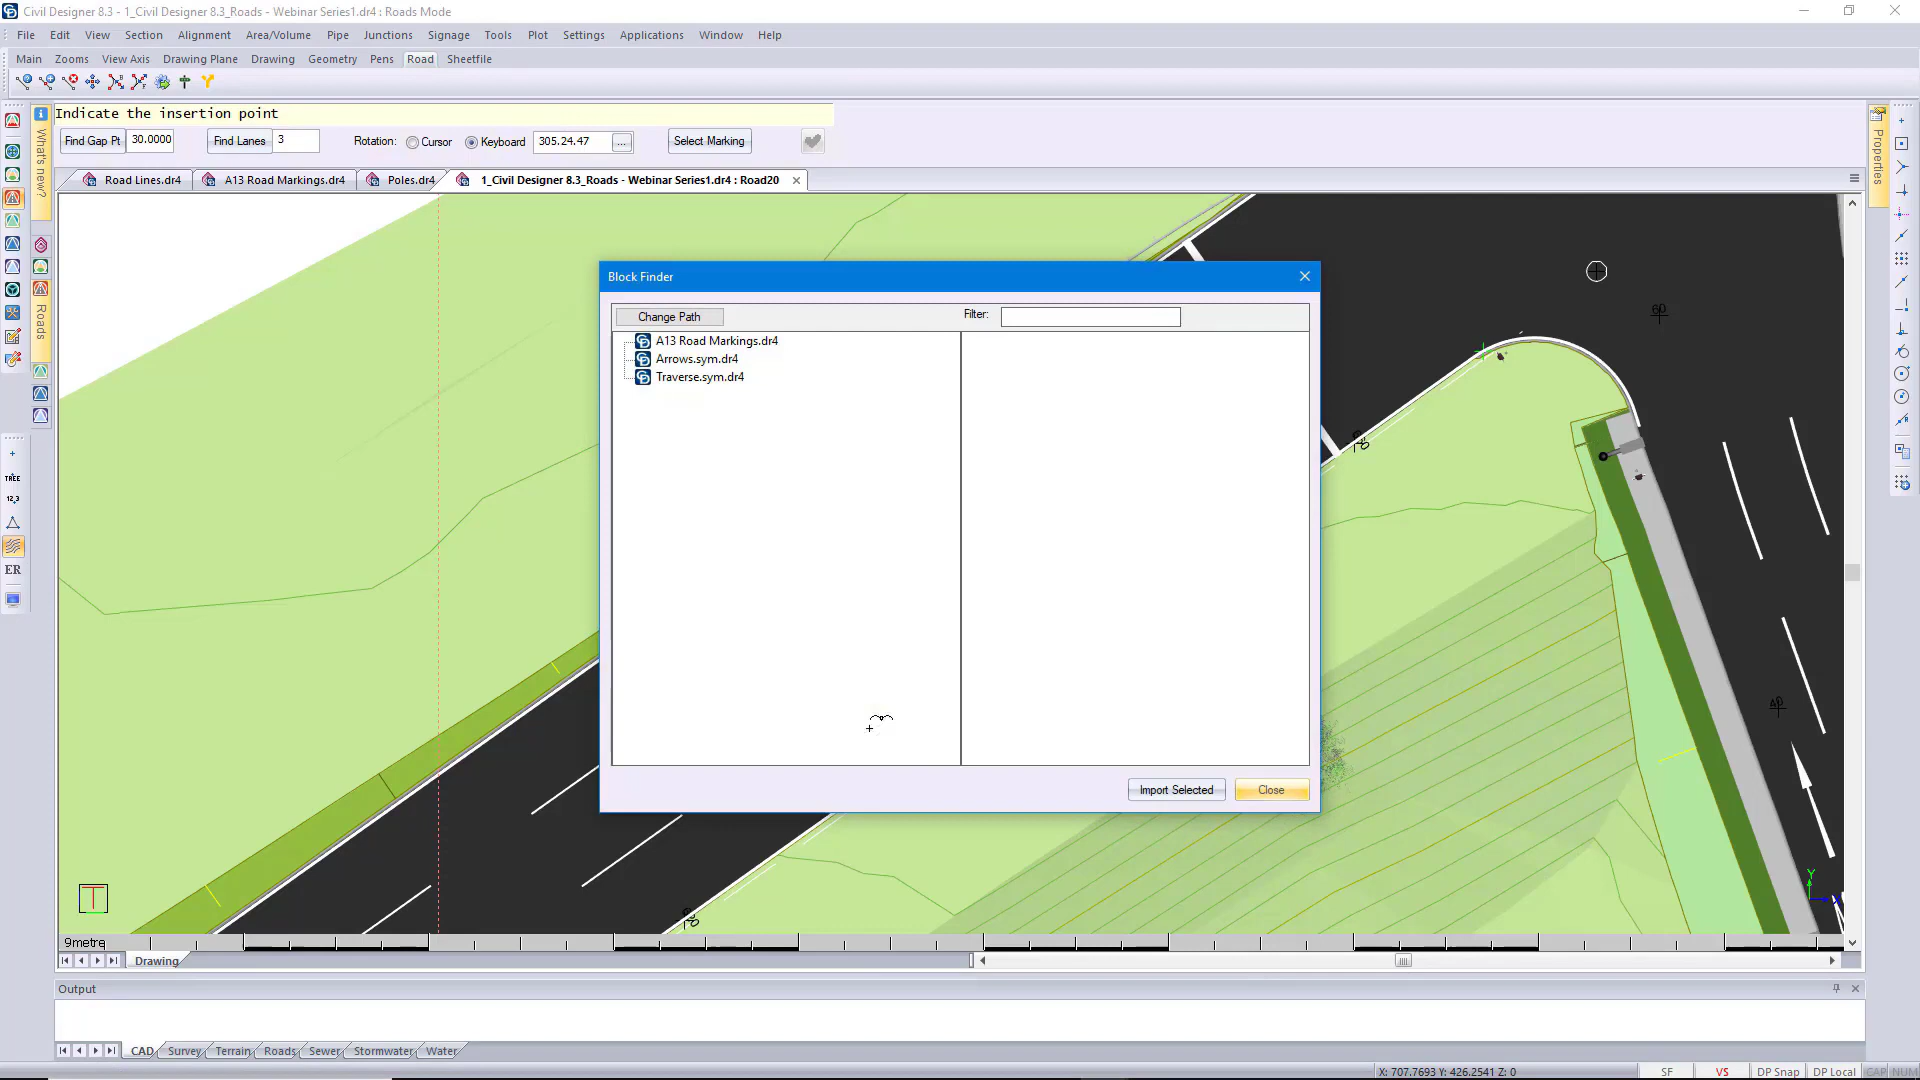 Civil Designer 8.3 - 1_Civil Designer 8.3_Roads - Webinar Series1.dr4 : Roads Mode
File Edit View Section Alignment Area/Volume Pipe Junctions Signage Tools Plot Settings Applications Window Help
Main Zooms View Axis Drawing Plane Drawing Geometry Pens Road Sheetfile
Indicate the insertion point
Find Gap Pt 30.0000 Find Lanes 3 Rotation: Cursor Keyboard 305.24.47 ... Select Marking
What's new?
Properties
Road Lines.dr4 A13 Road Markings.dr4 Poles.dr4 1_Civil Designer 8.3_Roads - Webinar Series1.dr4 : Road20
Block Finder
Change Path Filter:
A13 Road Markings.dr4
Arrows.sym.dr4
Traverse.sym.dr4
Roads
60
TREE
12,3
ER
40
Import Selected Close
Y
X
9metre
Drawing
Output
CAD Survey Terrain Roads Sewer Stormwater Water
X: 707.7693 Y: 426.2541 Z: 0 SF VS DP Snap DP Local CAP NUM